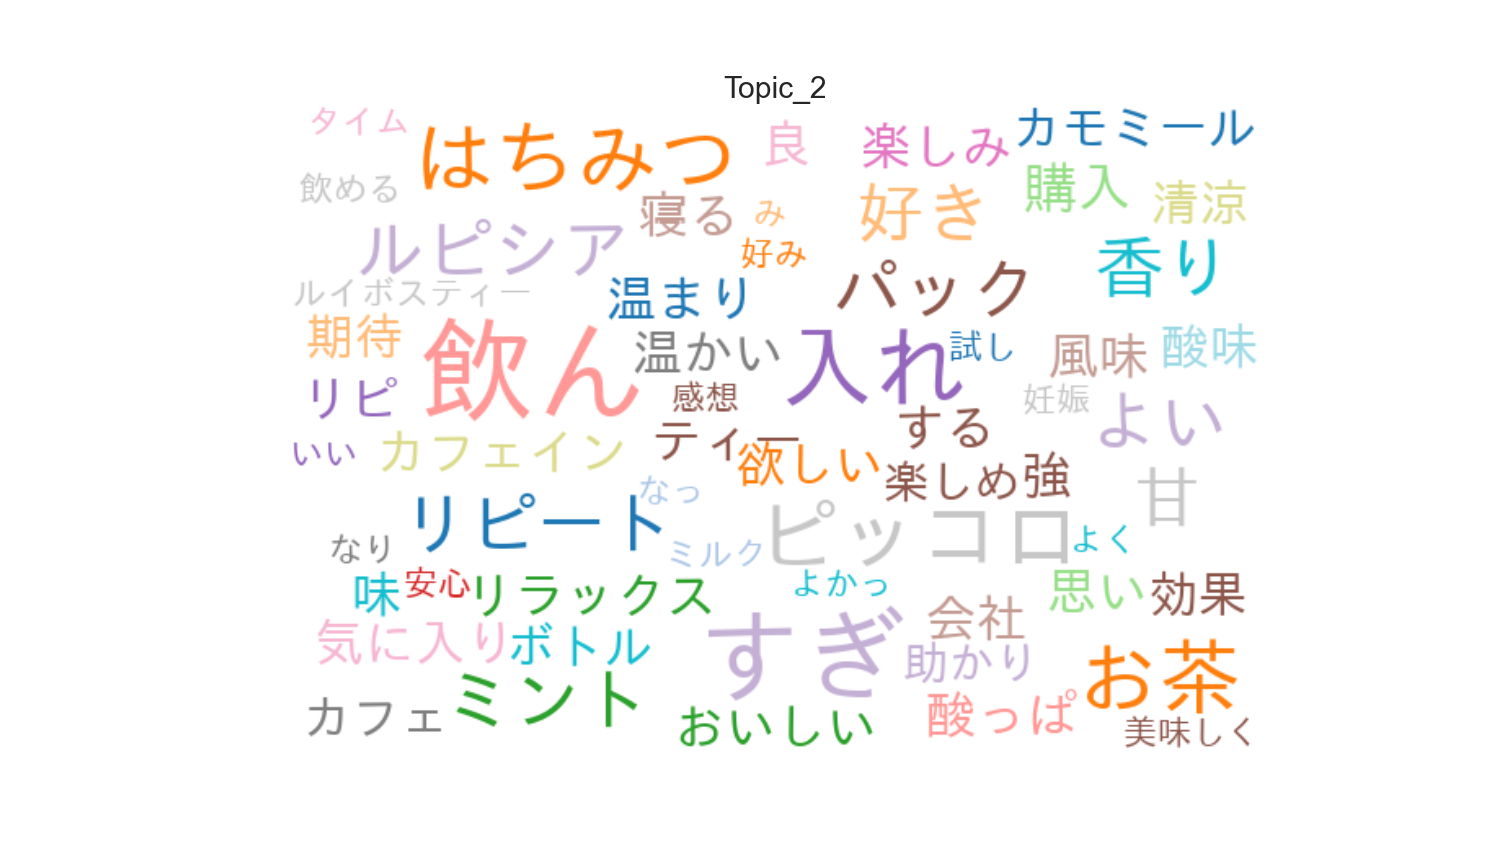 Topic_2
タイム
はちみつ
良
楽しみ
カモミール
飲める
寝る
み
好き
購入
清涼
ルピシア
好み
香り
ルイボスティー
温まり
パック
期待
飲ん
温かい
入れ
試し
風味
酸味
リピ
感想
妊娠
よい
いい
カフェイン
ティー
欲しい
する
楽しめ
強
リピート
なっ
ピッコロ
甘
なり
ミルク
よく
味
安心
リラックス
よかっ
思い
効果
気に入り
ボトル
すぎ
会社
助かり
お茶
カフェ
ミント
おいしい
酸っぱ
美味しく